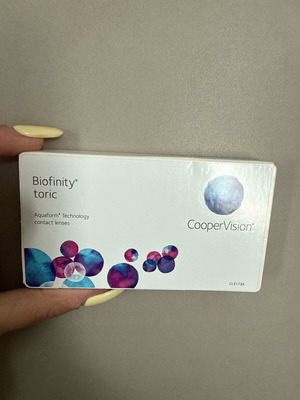 Biofinity®
toric
Aquaform® Technology
contact lenses
CooperVision®